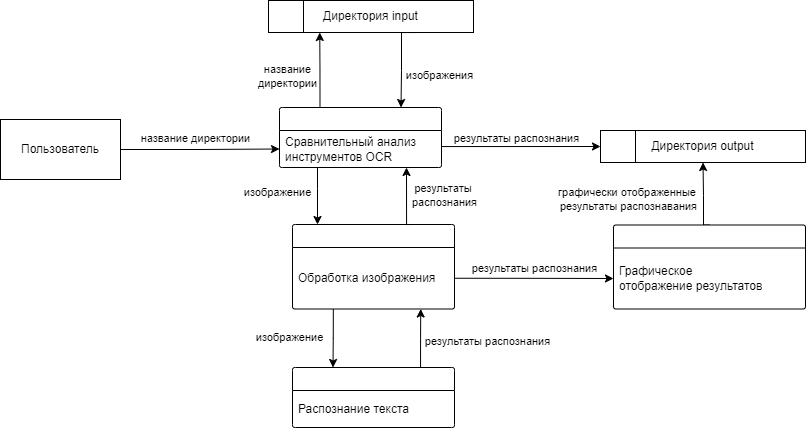 Директория input
название
директории
изображения
Пользователь
название директории
Сравнительный анализ
инструментов OCR
результаты распознания
Директория output
изображение
результаты
распознания
графически отображенные
результаты распознавания
Обработка изображения
результаты распознания
Графическое
отображение результатов
изображение
результаты распознания
Распознание текста